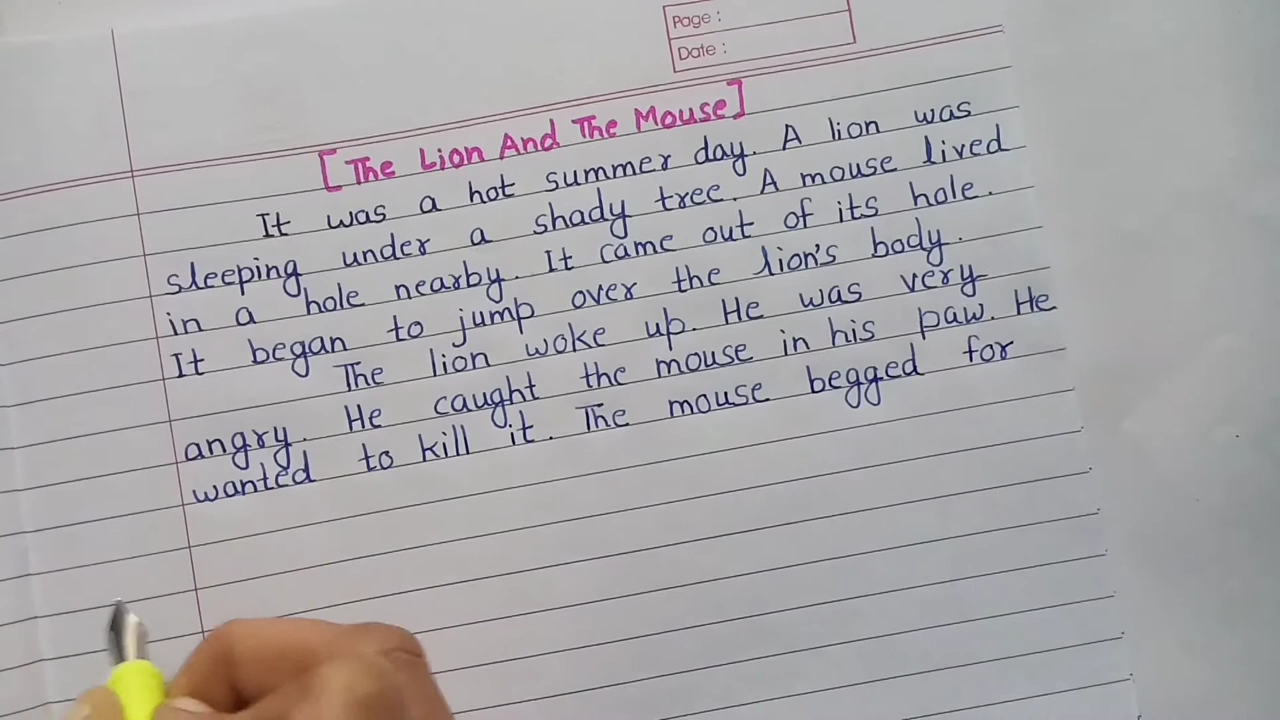 Page :
Date :
[The Lion And The Mouse]
It was a hot summer day. A lion was
sleeping under a shady tree. A mouse lived
in a hole nearby. It came out of its hole.
It began to jump over the lion's body.
The lion woke up. He was very
angry. He caught the mouse in his paw. He
wanted to kill it. The mouse begged for